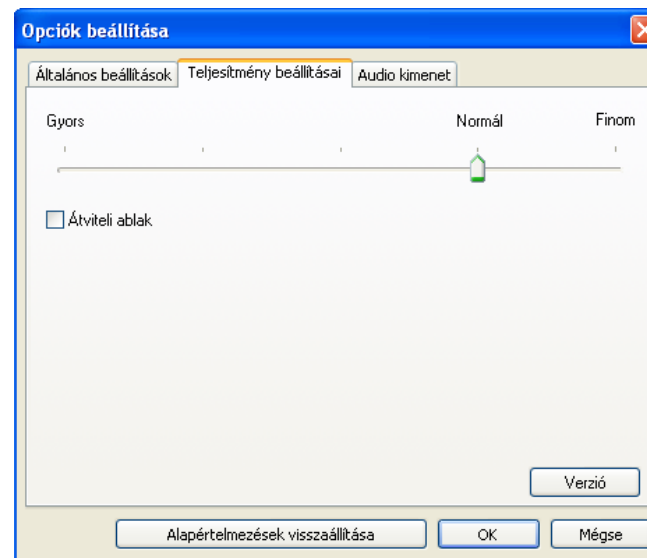 Opciók beállítása
Általános beállítások Teljesítmény beállításai Audio kimenet
Gyors Normál Finom
Átviteli ablak
Verzió
Alapértelmezések visszaállítása OK Mégse